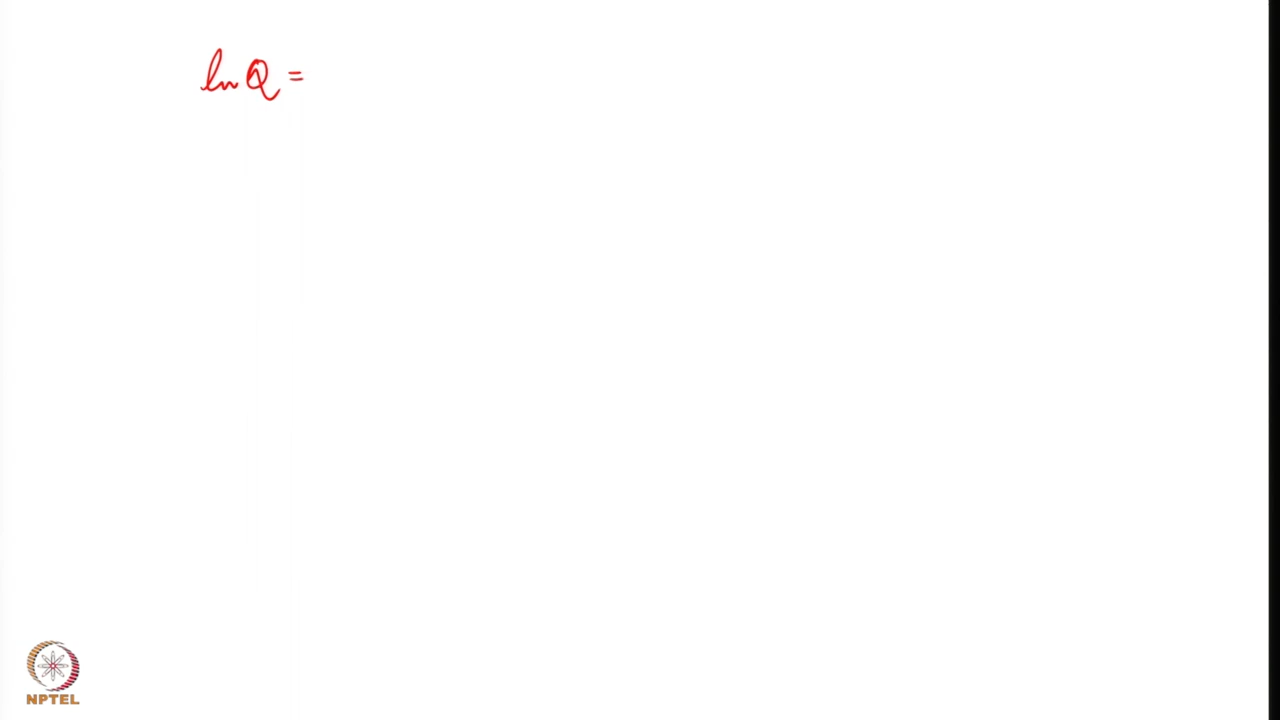 ln Q =
NPTEL